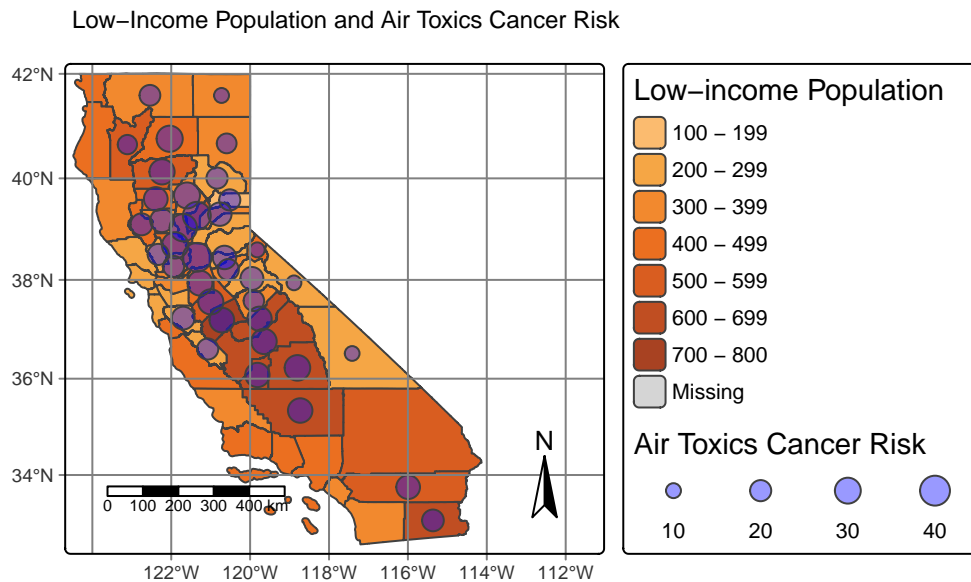 Low−Income Population and Air Toxics Cancer Risk
42°N
40°N
38°N
36°N
34°N
122°W 120°W 118°W 116°W 114°W 112°W
N
0 100 200 300 400 km
Low−income Population
100 − 199
200 − 299
300 − 399
400 − 499
500 − 599
600 − 699
700 − 800
Missing
Air Toxics Cancer Risk
10 20 30 40